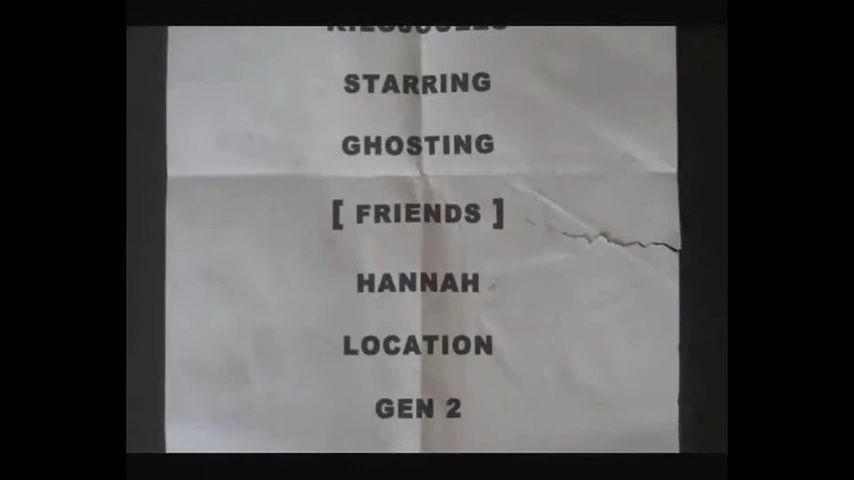 STARRING
GHOSTING
[ FRIENDS ]
HANNAH
LOCATION
GEN 2